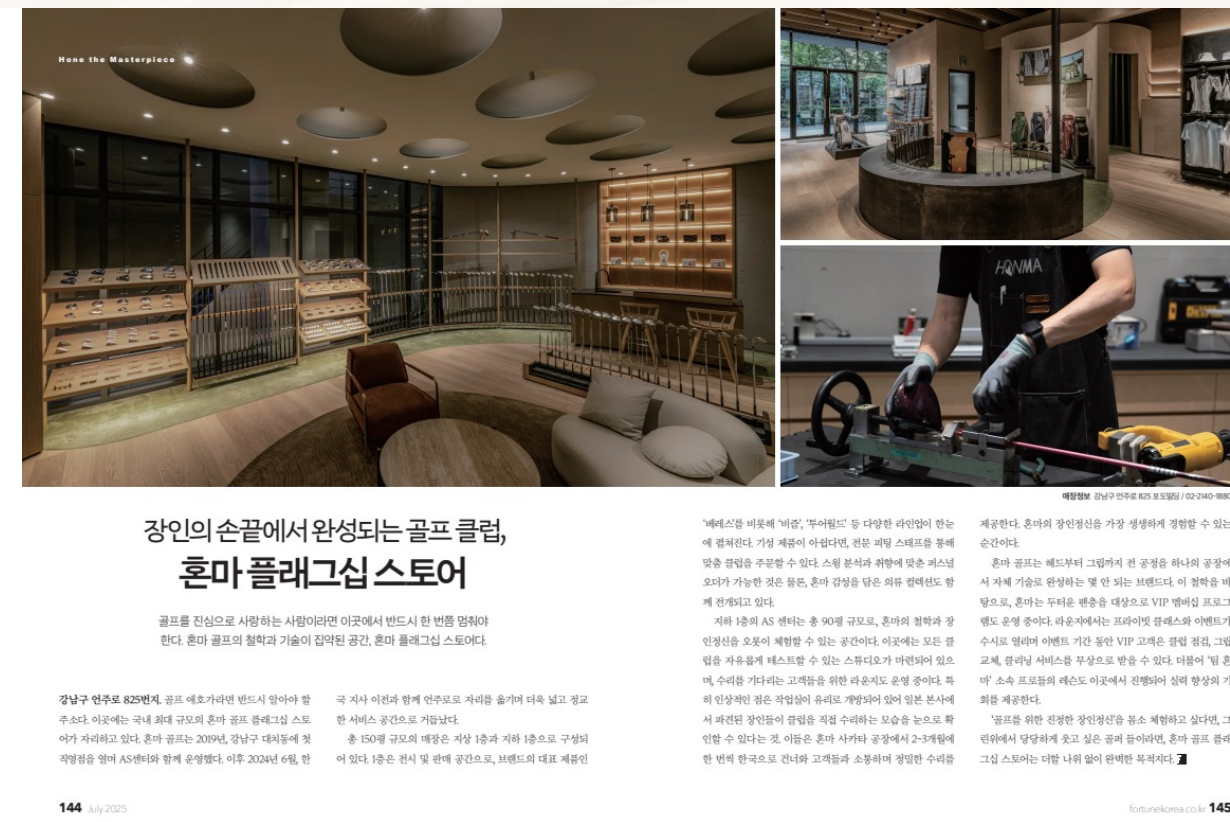 Hone the Masterpiece
HONMA
매장정보 강남구 언주로 825 포도빌딩 / 02-2140-1880
장인의 손끝에서 완성되는 골프 클럽,
혼마 플래그십 스토어
골프를 진심으로 사랑하는 사람이라면 이곳에서 반드시 한 번쯤 멈춰야
한다. 혼마 골프의 철학과 기술이 집약된 공간, 혼마 플래그십 스토어다.
강남구 언주로 825번지. 골프 애호가라면 반드시 알아야 할
주소다. 이곳에는 국내 최대 규모의 혼마 골프 플래그십 스토
어가 자리하고 있다. 혼마 골프는 2019년, 강남구 대치동에 첫
직영점을 열며 AS센터와 함께 운영했다. 이후 2024년 6월, 한
국 지사 이전과 함께 언주로로 자리를 옮기며 더욱 넓고 정교
한 서비스 공간으로 거듭났다.
총 150평 규모의 매장은 지상 1층과 지하 1층으로 구성되
어 있다. 1층은 전시 및 판매 공간으로, 브랜드의 대표 제품인
‘베레스’를 비롯해 ‘비즐’, ‘투어월드’ 등 다양한 라인업이 한눈
에 펼쳐진다. 기성 제품이 아쉽다면, 전문 피팅 스태프를 통해
맞춤 클럽을 주문할 수 있다. 스윙 분석과 취향에 맞춘 퍼스널
오더가 가능한 것은 물론, 혼마 감성을 담은 의류 컬렉션도 함
께 전개되고 있다.
지하 1층의 AS 센터는 총 90평 규모로, 혼마의 철학과 장
인정신을 오롯이 체험할 수 있는 공간이다. 이곳에는 모든 클
럽을 자유롭게 테스트할 수 있는 스튜디오가 마련되어 있으
며, 수리를 기다리는 고객들을 위한 라운지도 운영 중이다. 특
히 인상적인 점은 작업실이 유리로 개방되어 있어 일본 본사에
서 파견된 장인들이 클럽을 직접 수리하는 모습을 눈으로 확
인할 수 있다는 것. 이들은 혼마 사카타 공장에서 2~3개월에
한 번씩 한국으로 건너와 고객들과 소통하며 정밀한 수리를
제공한다. 혼마의 장인정신을 가장 생생하게 경험할 수 있는
순간이다.
혼마 골프는 헤드부터 그립까지 전 공정을 하나의 공장에
서 자체 기술로 완성하는 몇 안 되는 브랜드다. 이 철학을 바
탕으로, 혼마는 두터운 팬층을 대상으로 VIP 멤버십 프로그
램도 운영 중이다. 라운지에서는 프라이빗 클래스와 이벤트가
수시로 열리며 이벤트 기간 동안 VIP 고객은 클럽 점검, 그립
교체, 클리닝 서비스를 무상으로 받을 수 있다. 더불어 ‘팀 혼
마’ 소속 프로들의 레슨도 이곳에서 진행되어 실력 향상의 기
회를 제공한다.
‘골프를 위한 진정한 장인정신’을 몸소 체험하고 싶다면, 그
린위에서 당당하게 웃고 싶은 골퍼 들이라면, 혼마 골프 플래
그십 스토어는 더할 나위 없이 완벽한 목적지다.
144 July 2025
fortunekorea.co.kr 145